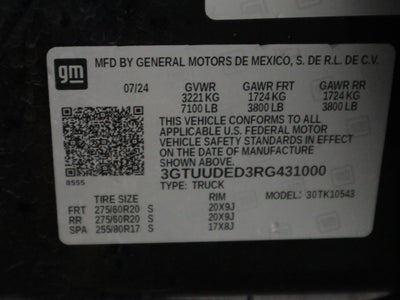 gm
MFD BY GENERAL MOTORS DE MEXICO, S. DE R.L. DE C.V.
07/24 GVWR GAWR FRT GAWR RR
3221 KG 1724 KG 1724 KG
7100 LB 3800 LB 3800 LB
THIS VEHICLE CONFORMS TO ALL APPLICABLE
U.S. FEDERAL MOTOR
VEHICLE SAFETY STANDARDS IN EFFECT
ON THE DATE OF MANUFACTURE
SHOWN ABOVE.
8555
3GTUUDED3RG431000
TYPE: TRUCK
MODEL: 30TK10543
TIRE SIZE RIM
FRT 275/60R20 S 20X9J
RR 275/60R20 S 20X9J
SPA 255/80R17 S 17X8J